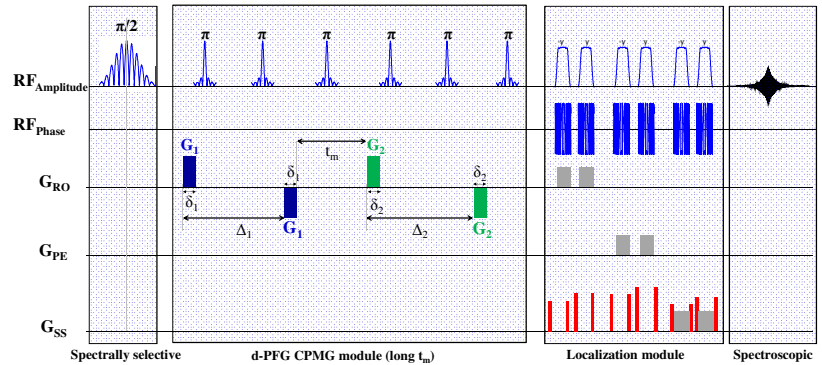 π/2
π π π π π π
-y -y -y -y -y -y
RF_Amplitude
RF_Phase
G_1
δ_1
t_m
G_2
δ_2
G_RO
δ_1
δ_2
Δ_1
G_1
Δ_2
G_2
G_PE
G_SS
Spectrally selective
d-PFG CPMG module (long t_m)
Localization module
Spectroscopic